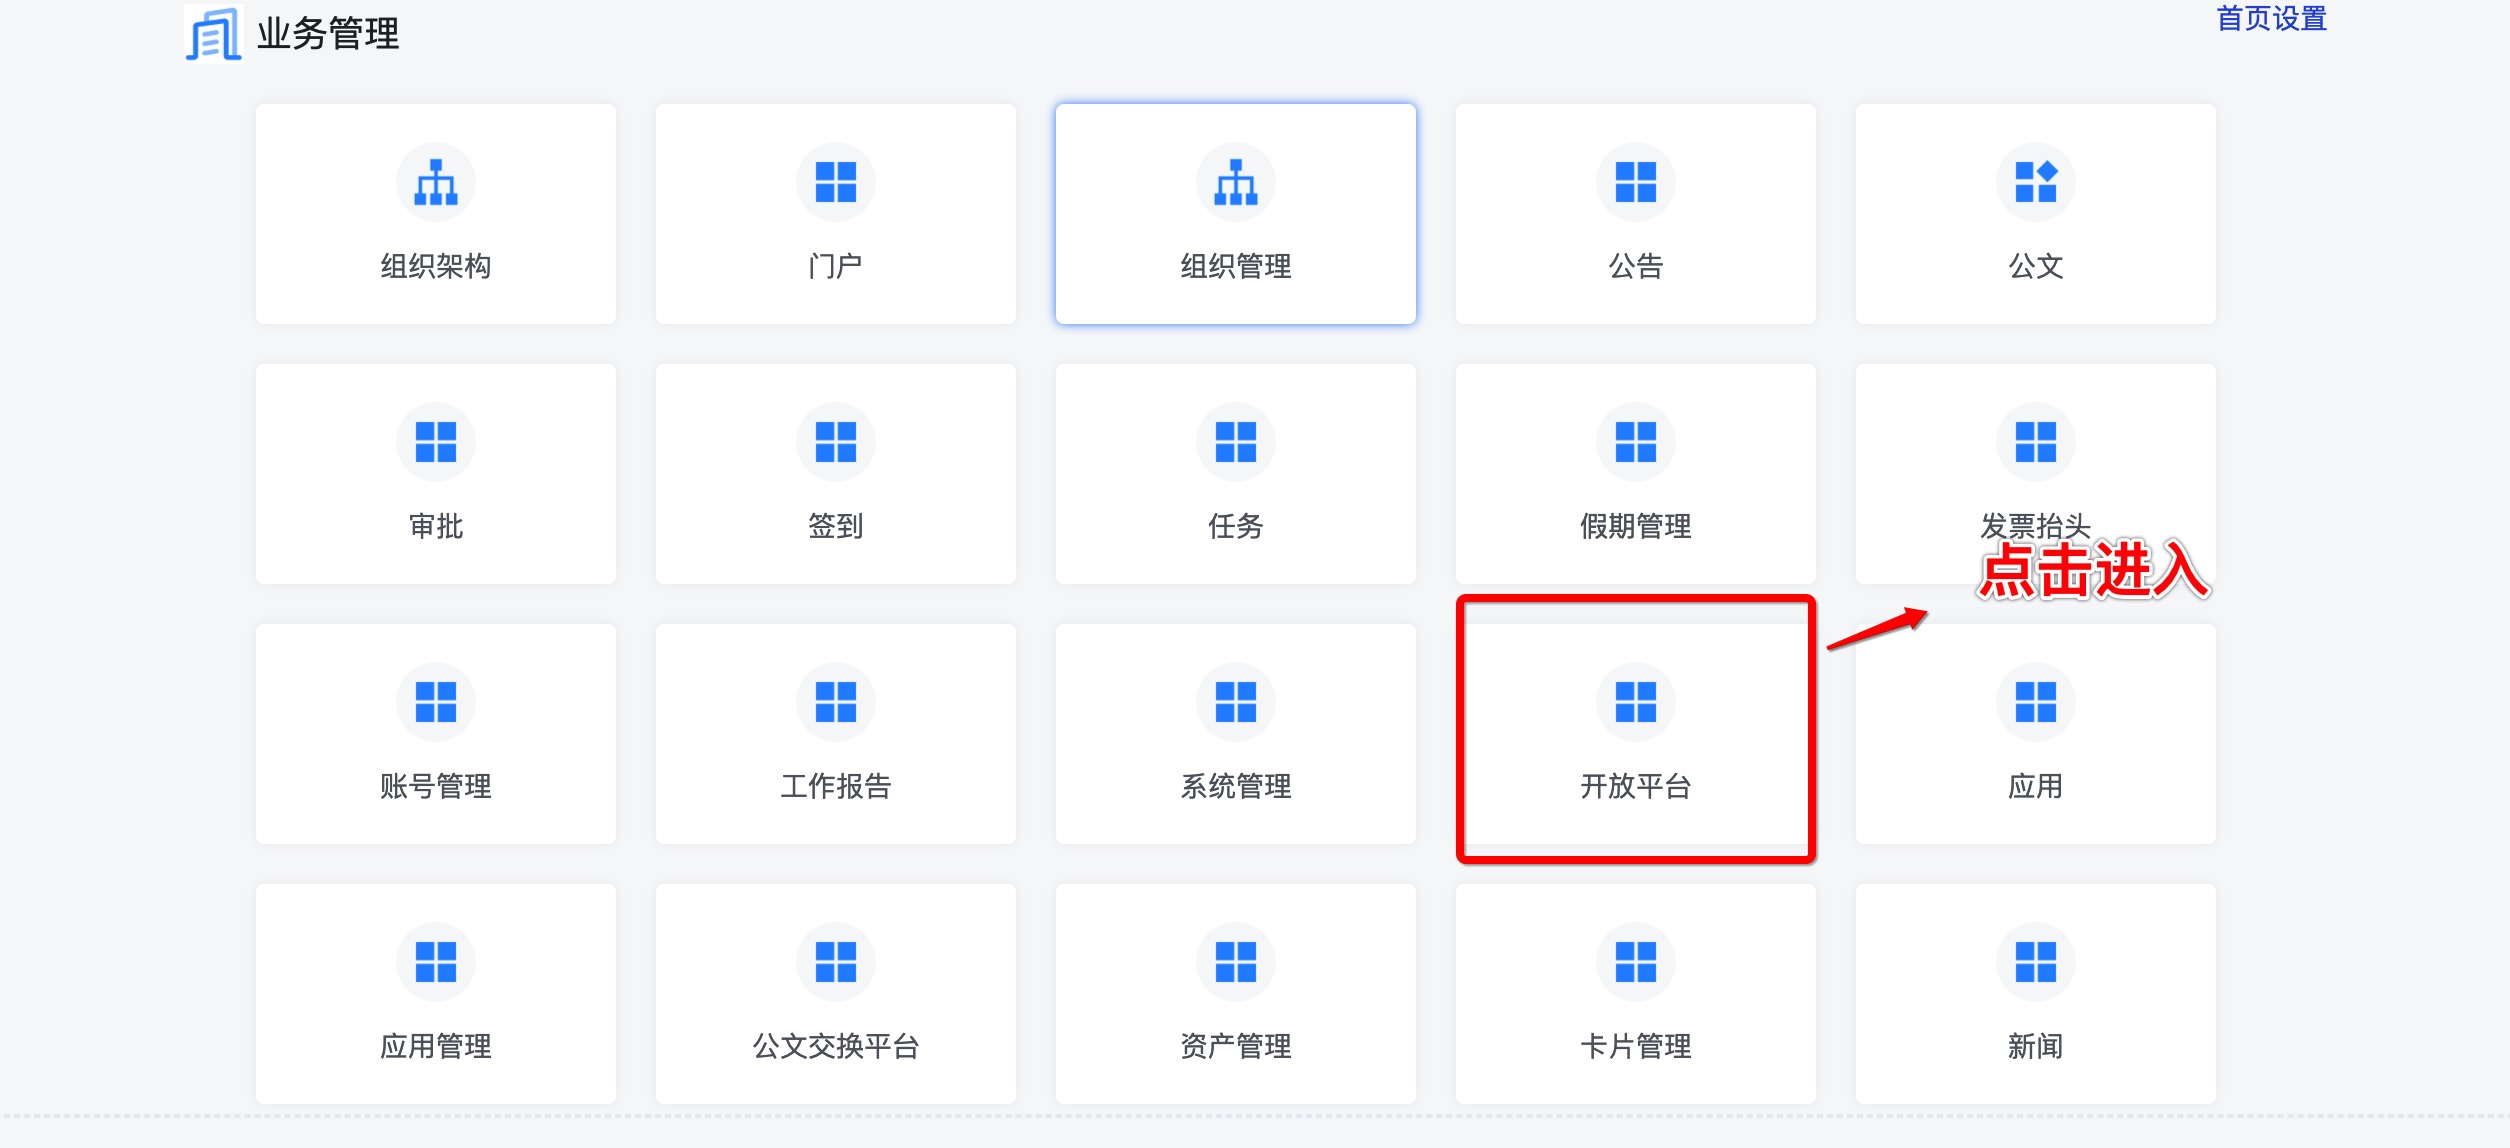 业务管理
首页设置
组织架构
门户
组织管理
公告
公文
审批
签到
任务
假期管理
发票抬头
点击进入
账号管理
工作报告
系统管理
开放平台
应用
应用管理
公文交换平台
资产管理
卡片管理
新闻